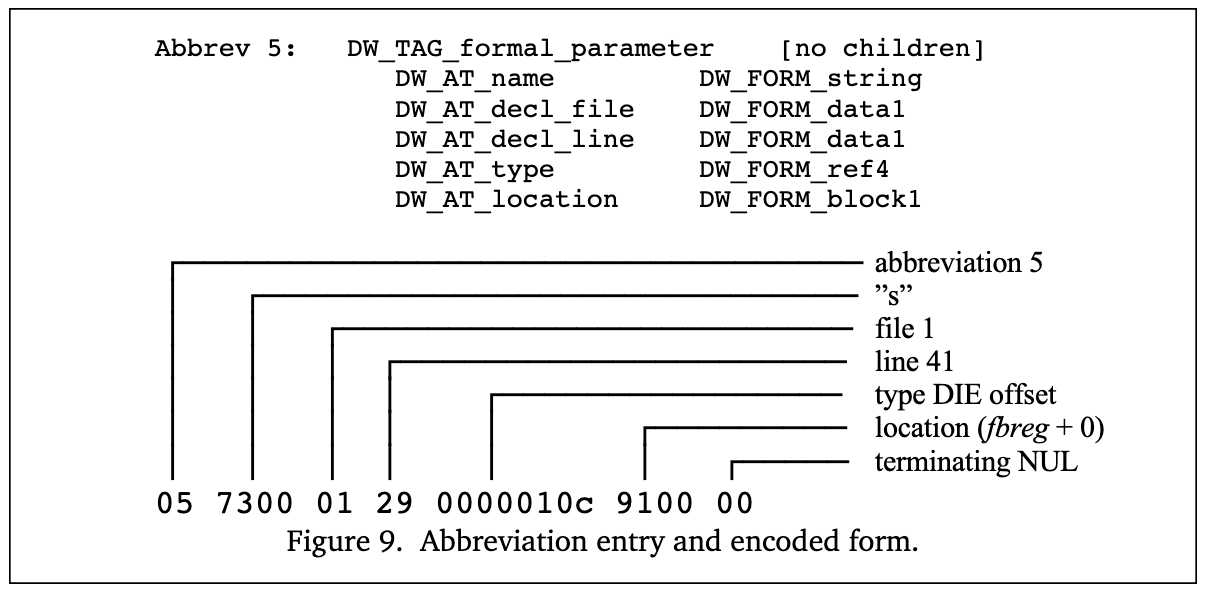 Abbrev 5: DW_TAG_formal_parameter [no children]
DW_AT_name DW_FORM_string
DW_AT_decl_file DW_FORM_data1
DW_AT_decl_line DW_FORM_data1
DW_AT_type DW_FORM_ref4
DW_AT_location DW_FORM_block1
abbreviation 5
”s”
file 1
line 41
type DIE offset
location (fbreg + 0)
terminating NUL
05 7300 01 29 0000010c 9100 00
Figure 9. Abbreviation entry and encoded form.